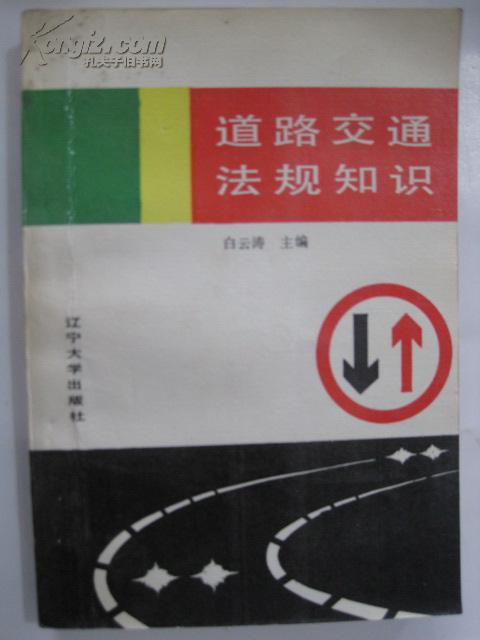 Kongfz.com
孔夫子旧书网
道路交通
法规知识
白云涛 主编
辽宁大学出版社